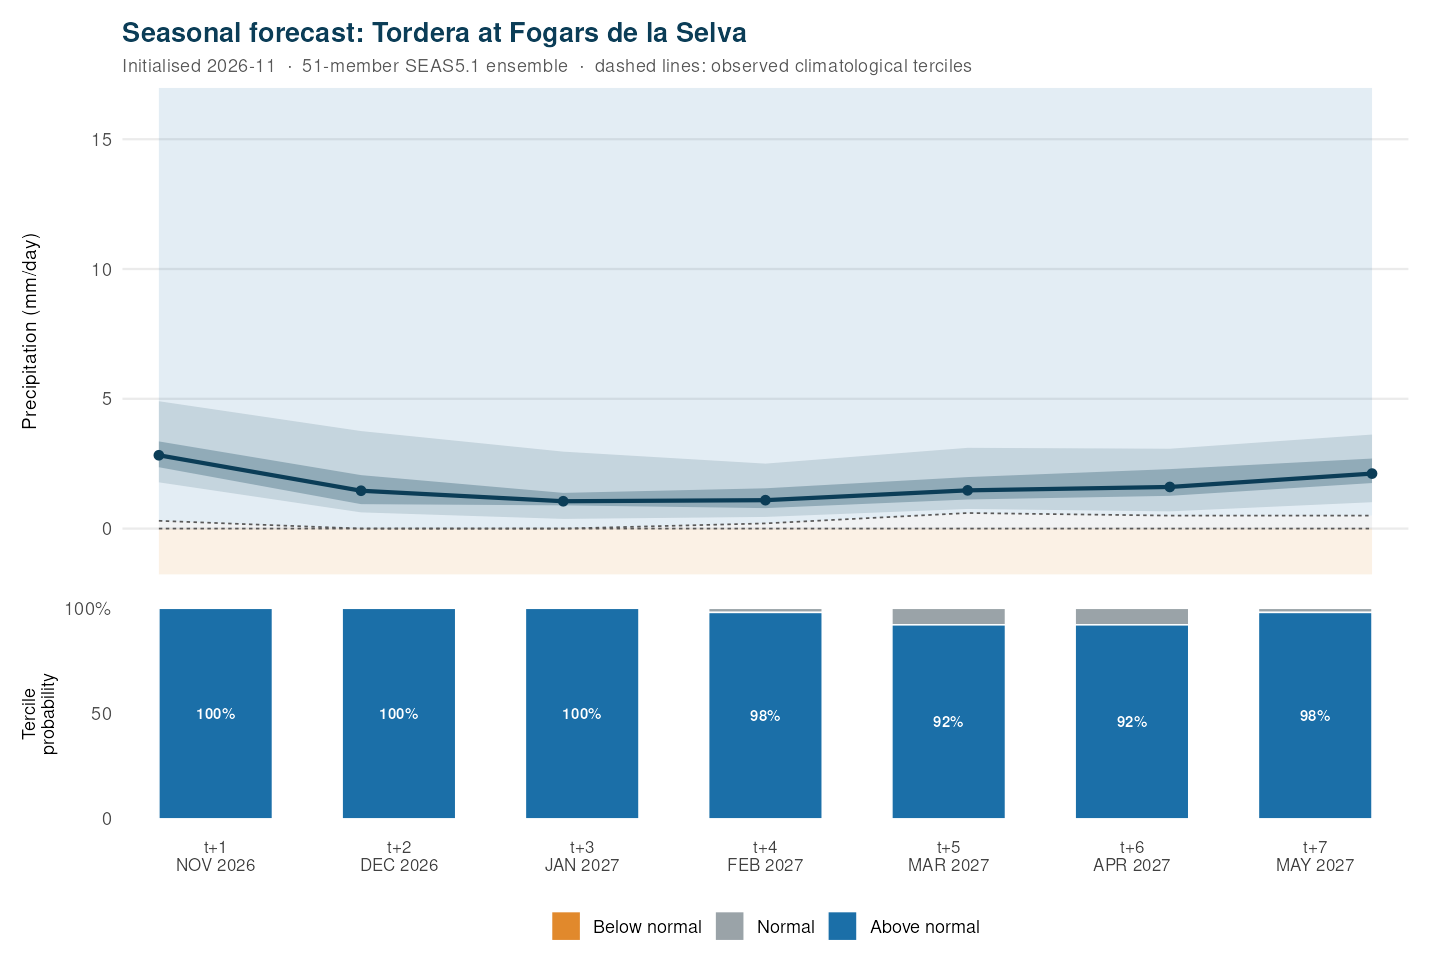 Seasonal forecast: Tordera at Fogars de la Selva
Initialised 2026-11 · 51-member SEAS5.1 ensemble · dashed lines: observed climatological terciles
Precipitation (mm/day)
15
10
5
0
Tercile
probability
100%
50
0
100%
100%
100%
98%
92%
92%
98%
t+1
NOV 2026
t+2
DEC 2026
t+3
JAN 2027
t+4
FEB 2027
t+5
MAR 2027
t+6
APR 2027
t+7
MAY 2027
Below normal
Normal
Above normal